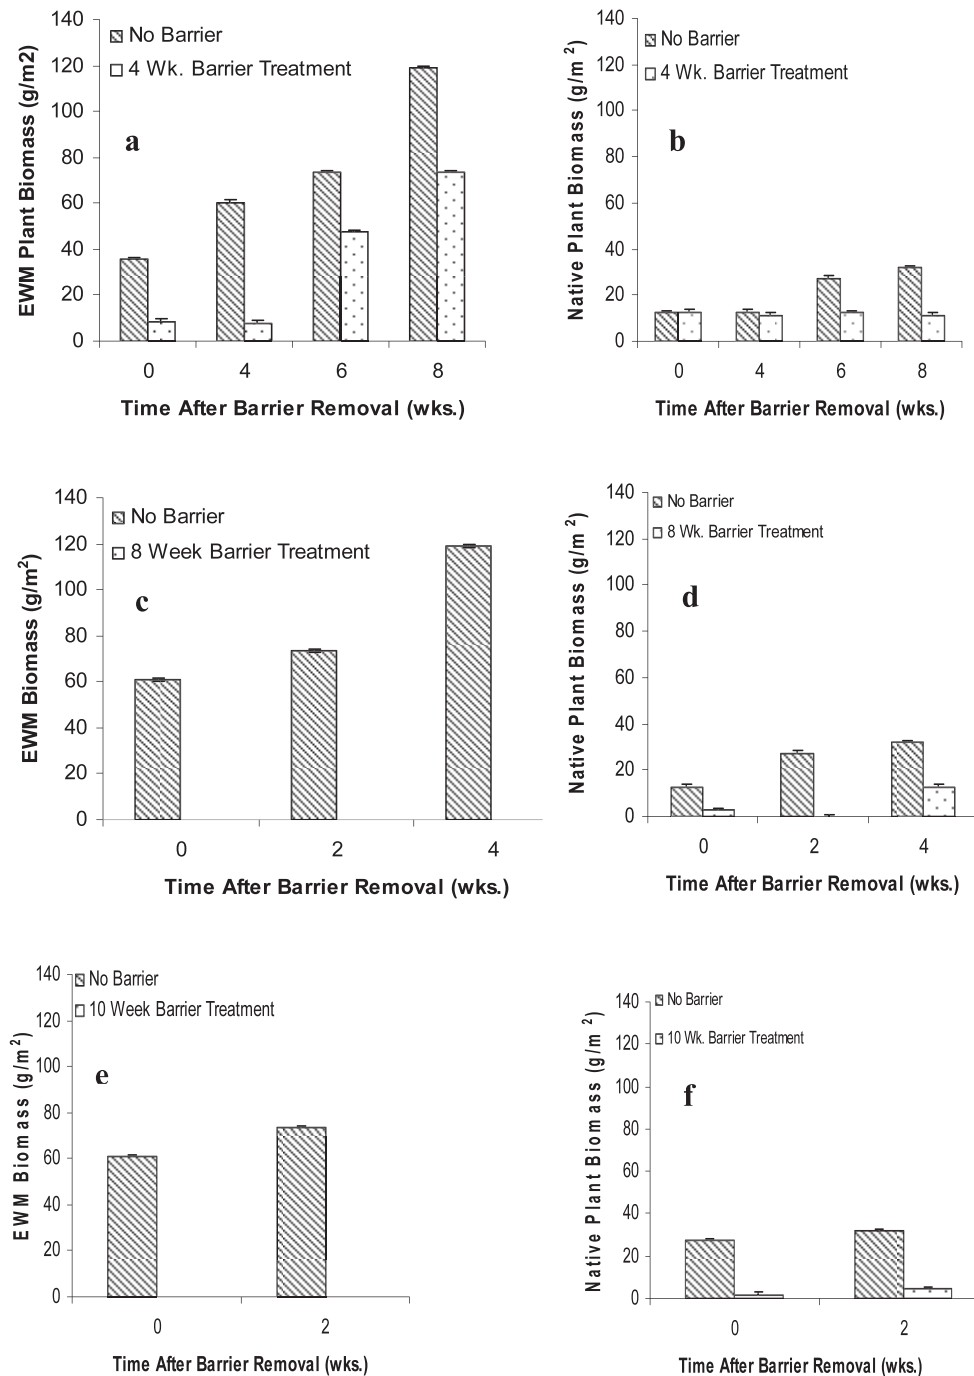 EWM Plant Biomass (g/m2)
140
120
100
80
60
40
20
0
No Barrier
4 Wk. Barrier Treatment
a
0 4 6 8
Time After Barrier Removal (wks.)
Native Plant Biomass (g/m²)
140
120
100
80
60
40
20
0
No Barrier
4 Wk. Barrier Treatment
b
0 4 6 8
Time After Barrier Removal (wks.)
EWM Biomass (g/m²)
140
120
100
80
60
40
20
0
No Barrier
8 Week Barrier Treatment
c
0 2 4
Time After Barrier Removal (wks.)
Native Plant Biomass (g/m²)
140
120
100
80
60
40
20
0
No Barrier
8 Wk. Barrier Treatment
d
0 2 4
Time After Barrier Removal (wks.)
EWM Biomass (g/m²)
140
120
100
80
60
40
20
0
No Barrier
10 Week Barrier Treatment
e
0 2
Time After Barrier Removal (wks.)
Native Plant Biomass (g/m²)
140
120
100
80
60
40
20
0
No Barrier
10 Wk. Barrier Treatment
f
0 2
Time After Barrier Removal (wks.)